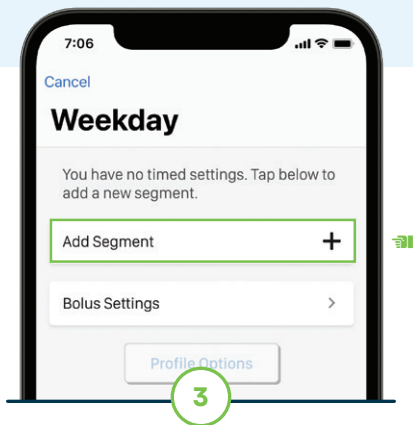 7:06
Cancel
Weekday
You have no timed settings. Tap below to
add a new segment.
Add Segment +
Bolus Settings >
Profile Options
3